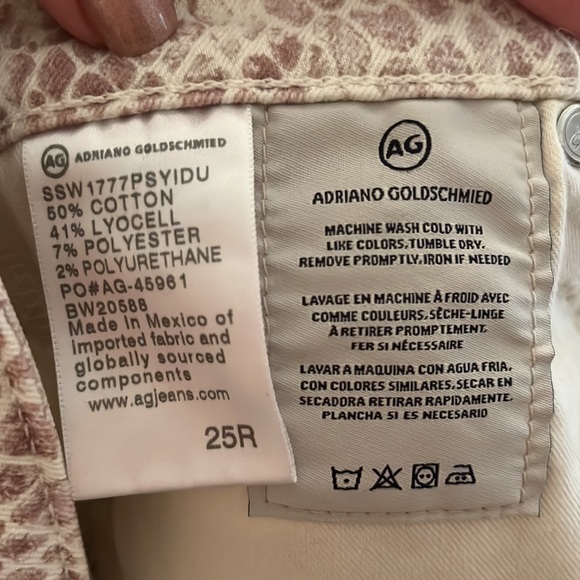 AG ADRIANO GOLDSCHMIED
SSW1777PSYIDU
50% COTTON
41% LYOCELL
7% POLYESTER
2% POLYURETHANE
PO#AG-45961
BW20588
Made in Mexico of
imported fabric and
globally sourced
components
www.agjeans.com
25R
AG
ADRIANO GOLDSCHMIED
MACHINE WASH COLD WITH
LIKE COLORS, TUMBLE DRY.
REMOVE PROMPTLY, IRON IF NEEDED
LAVAGE EN MACHINE À FROID AVEC
COMME COULEURS. SÈCHE-LINGE
À RETIRER PROMPTEMENT.
FER SI NÉCESSAIRE
LAVAR A MAQUINA CON AGUA FRIA,
CON COLORES SIMILARES. SECAR EN
SECADORA RETIRAR RAPIDAMENTE.
PLANCHA SI ES NECESARIO